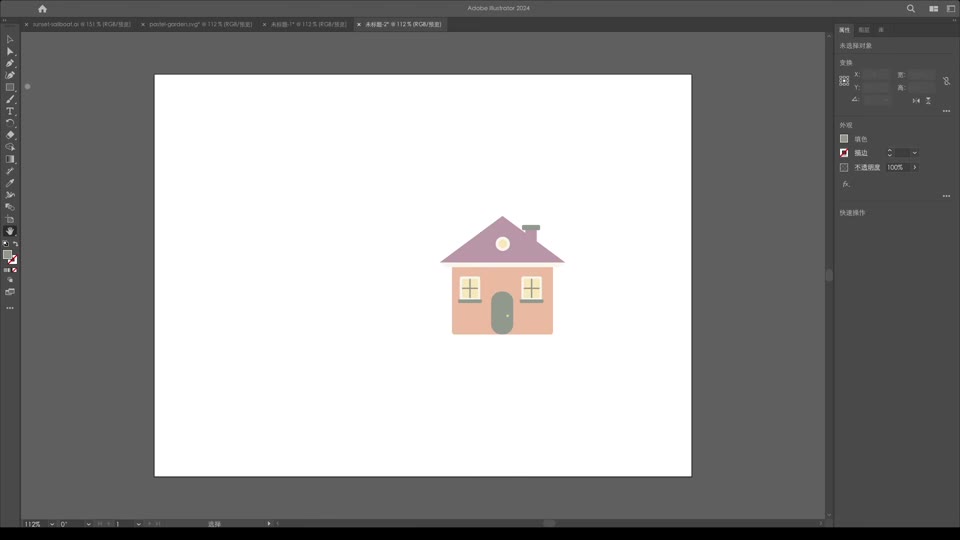 Adobe Illustrator 2024
sunset-sailboat.ai @ 151 % (RGB/预览)
pastel-garden.svg* @ 112 % (RGB/预览)
未标题-1* @ 112 % (RGB/预览)
未标题-2* @ 112 % (RGB/预览)
属性 图层 库
未选择对象
变换
X: 宽:
Y: 高:
外观
填色
描边
不透明度 100%
fx.
快速操作
112% 0° 1 选择